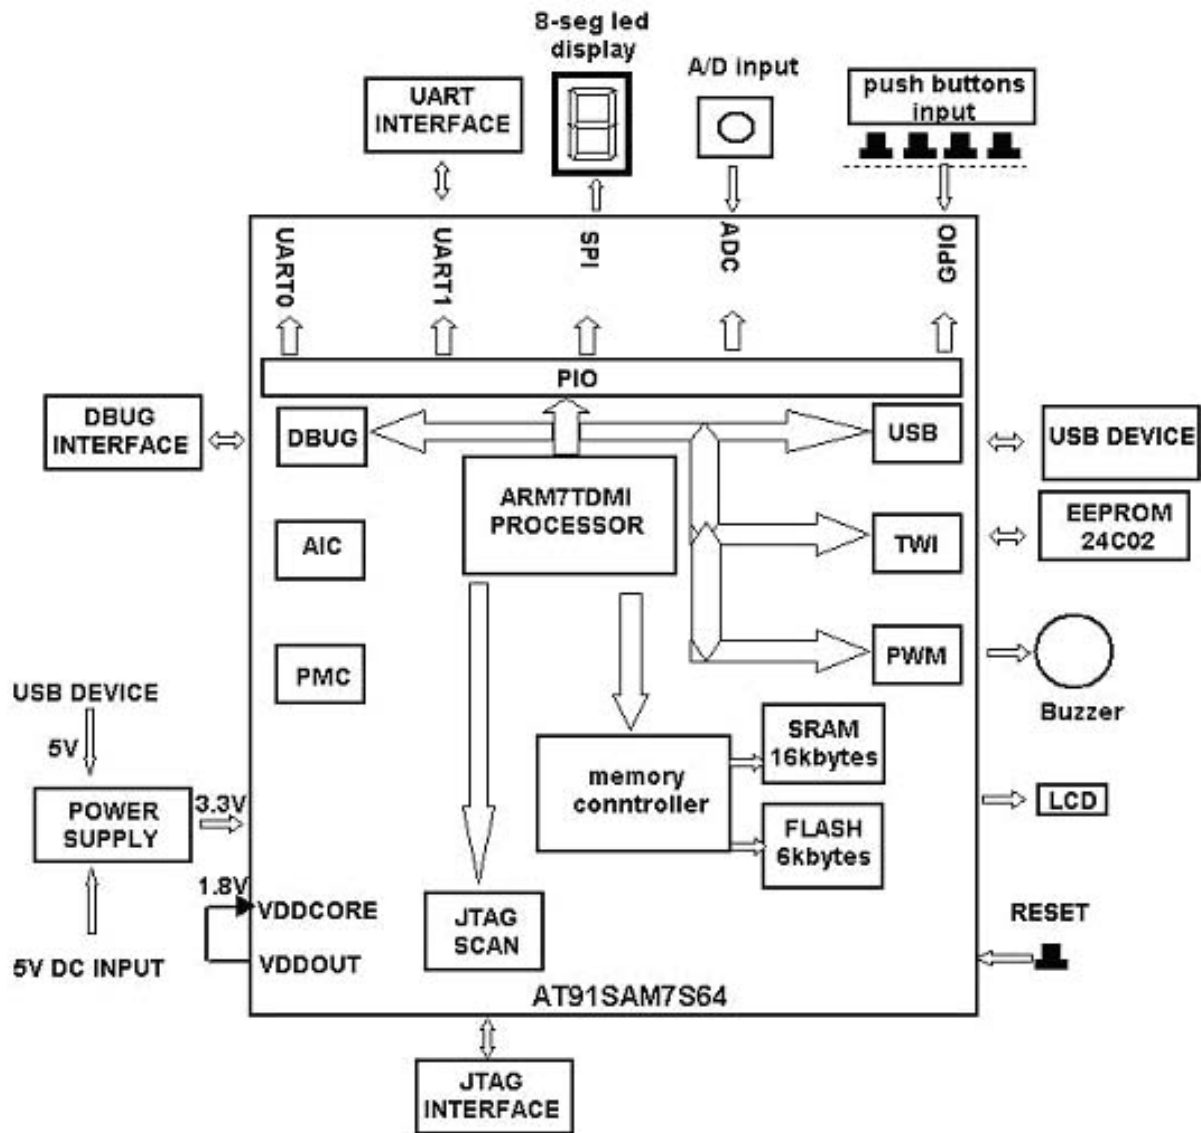 8-seg led
display
A/D input
push buttons
input
UART
INTERFACE
UART0
UART1
SPI
ADC
GPIO
PIO
DBUG
INTERFACE
DBUG
USB
USB DEVICE
ARM7TDMI
PROCESSOR
EEPROM
24C02
AIC
TWI
PMC
PWM
Buzzer
USB DEVICE
5V
POWER
SUPPLY
3.3V
memory
conntroller
SRAM
16kbytes
FLASH
6kbytes
LCD
1.8V
VDDCORE
VDDOUT
5V DC INPUT
JTAG
SCAN
RESET
AT91SAM7S64
JTAG
INTERFACE